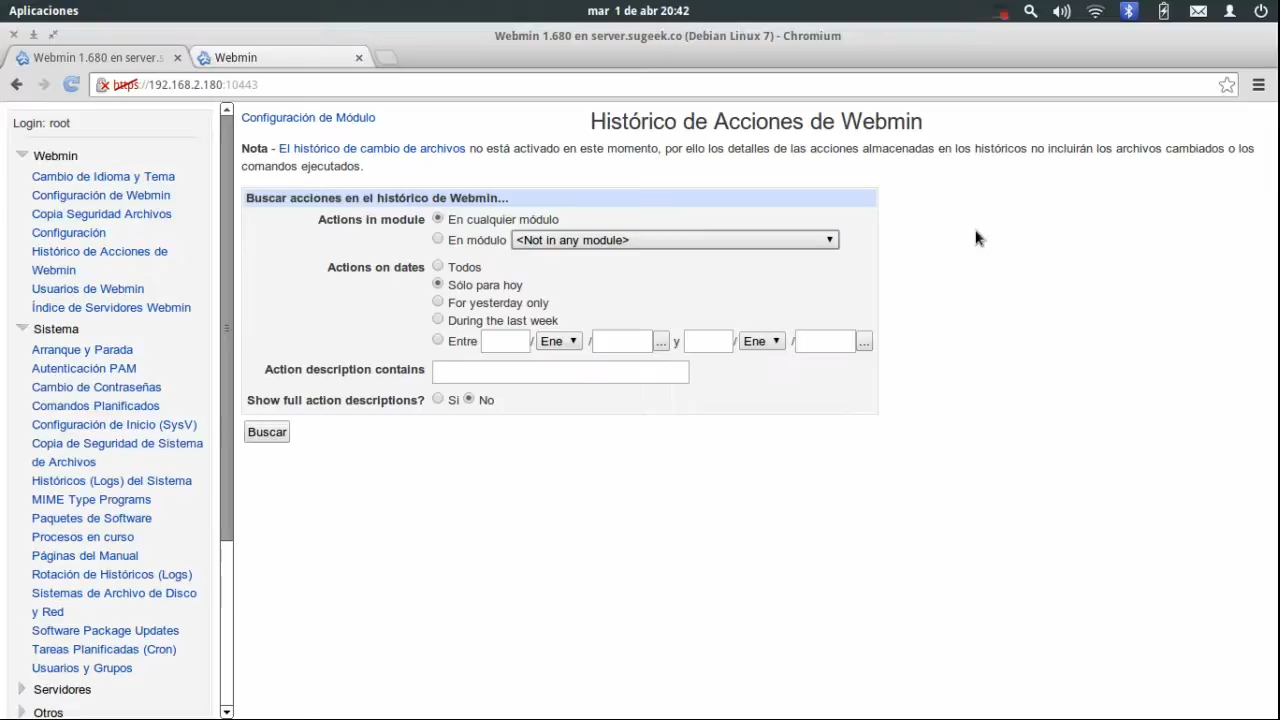 Aplicaciones
mar 1 de abr 20:42
Webmin 1.680 en server.sugeek.co (Debian Linux 7) - Chromium
Webmin 1.680 en server.s
Webmin
https://192.168.2.180:10443
Login: root
Webmin
Cambio de Idioma y Tema
Configuración de Webmin
Copia Seguridad Archivos
Configuración
Histórico de Acciones de
Webmin
Usuarios de Webmin
Índice de Servidores Webmin
Sistema
Arranque y Parada
Autenticación PAM
Cambio de Contraseñas
Comandos Planificados
Configuración de Inicio (SysV)
Copia de Seguridad de Sistema
de Archivos
Históricos (Logs) del Sistema
MIME Type Programs
Paquetes de Software
Procesos en curso
Páginas del Manual
Rotación de Históricos (Logs)
Sistemas de Archivo de Disco
y Red
Software Package Updates
Tareas Planificadas (Cron)
Usuarios y Grupos
Servidores
Otros
Configuración de Módulo
Histórico de Acciones de Webmin
Nota - El histórico de cambio de archivos no está activado en este momento, por ello los detalles de las acciones almacenadas en los históricos no incluirán los archivos cambiados o los
comandos ejecutados.
Buscar acciones en el histórico de Webmin...
Actions in module En cualquier módulo
En módulo <Not in any module>
Actions on dates Todos
Sólo para hoy
For yesterday only
During the last week
Entre / Ene / ... y / Ene / ...
Action description contains
Show full action descriptions? Si No
Buscar